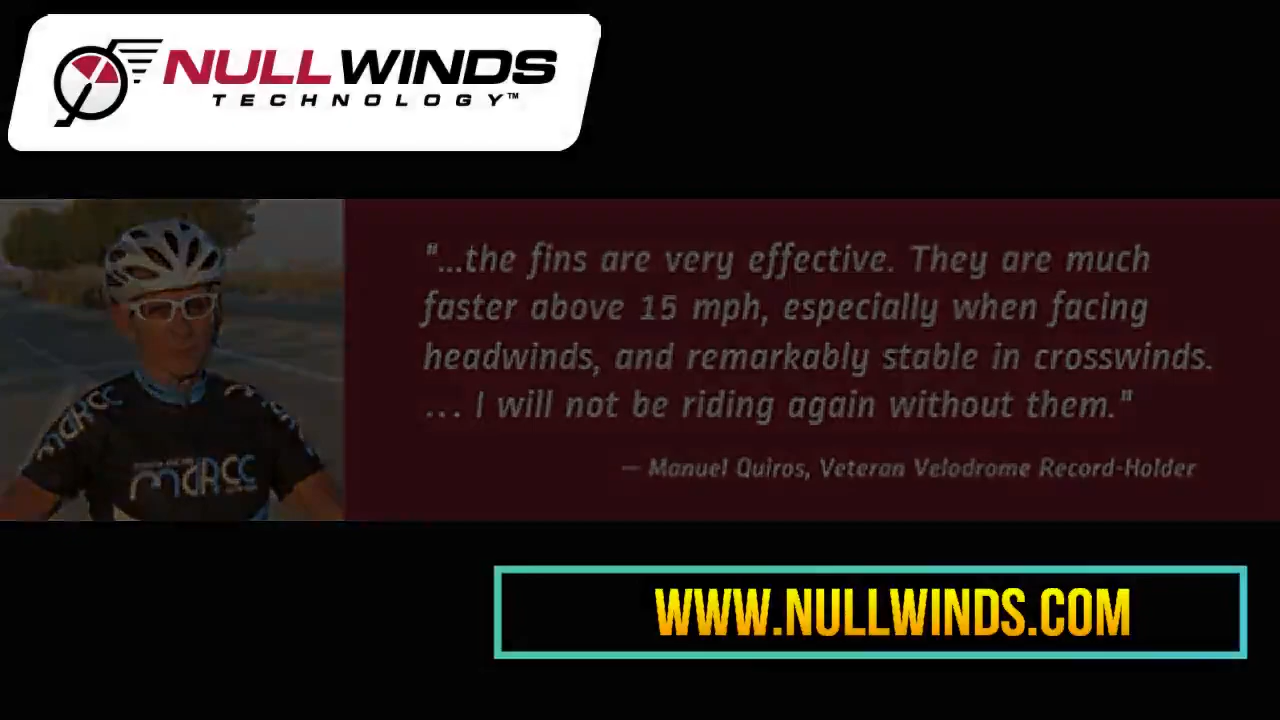 NULLWINDS
TECHNOLOGY™
"...the fins are very effective. They are much
faster above 15 mph, especially when facing
headwinds, and remarkably stable in crosswinds.
... I will not be riding again without them."
— Manuel Quiros, Veteran Velodrome Record-Holder
WWW.NULLWINDS.COM